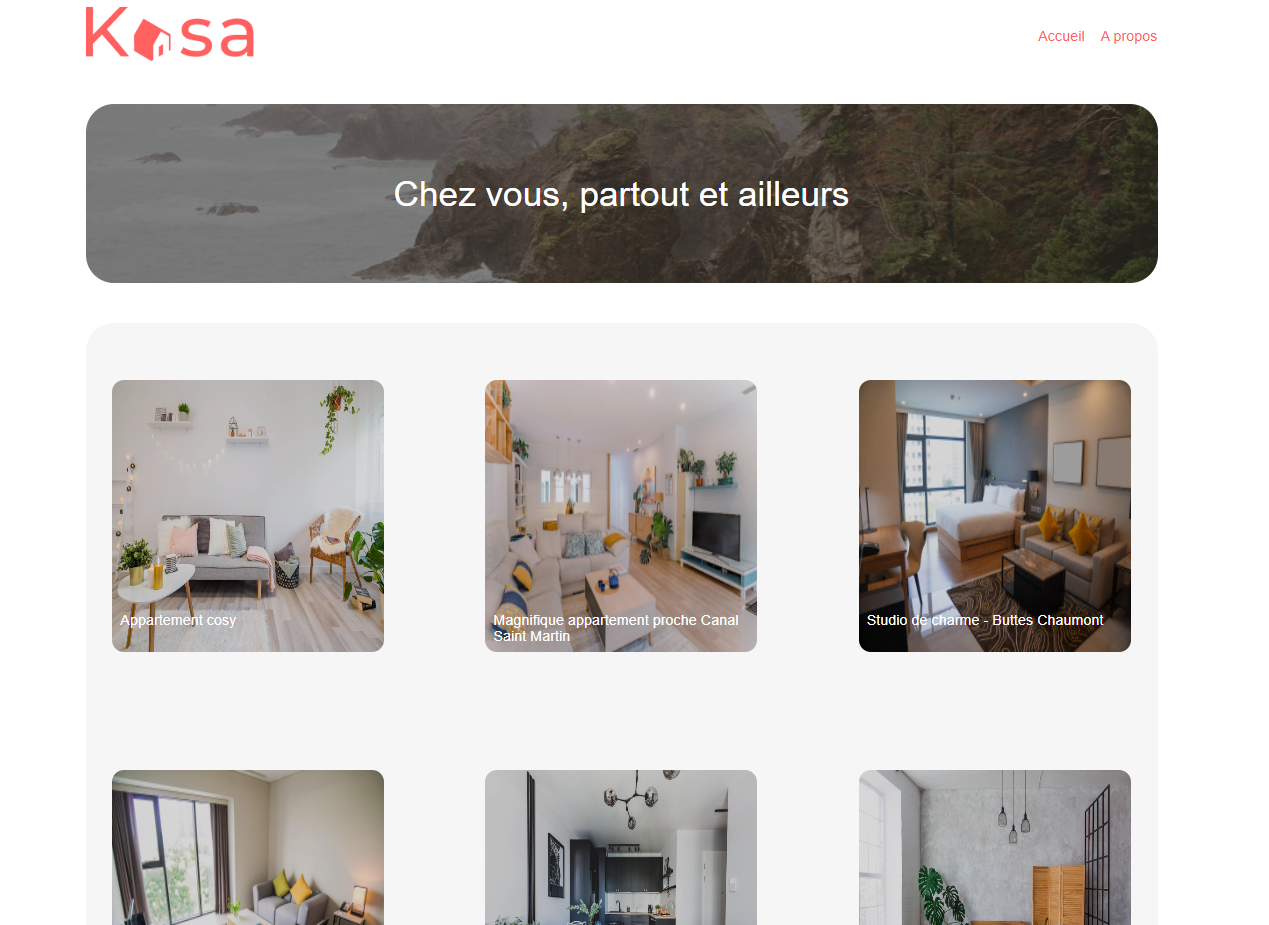 Kasa
Accueil A propos
Chez vous, partout et ailleurs
Appartement cosy
Magnifique appartement proche Canal
Saint Martin
Studio de charme - Buttes Chaumont